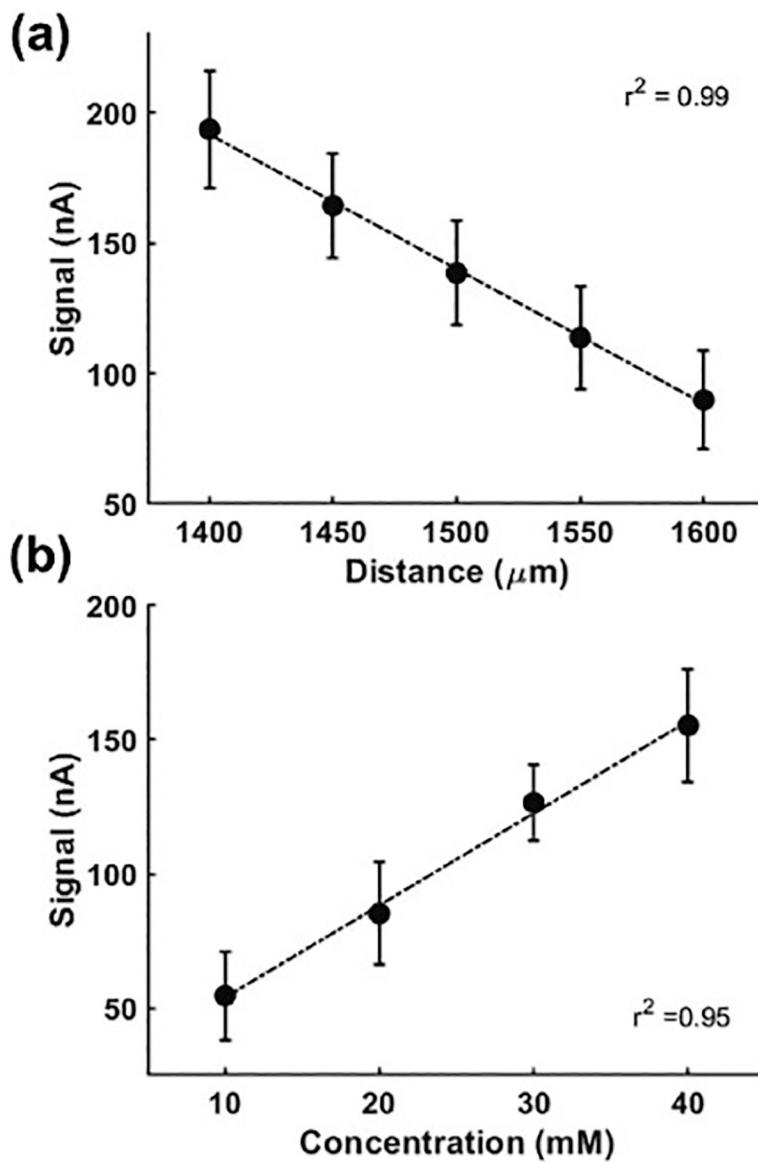 (a)
r² = 0.99
200
150
100
50
Signal (nA)
1400 1450 1500 1550 1600
Distance (μm)
(b)
200
150
100
50
Signal (nA)
r² =0.95
10 20 30 40
Concentration (mM)